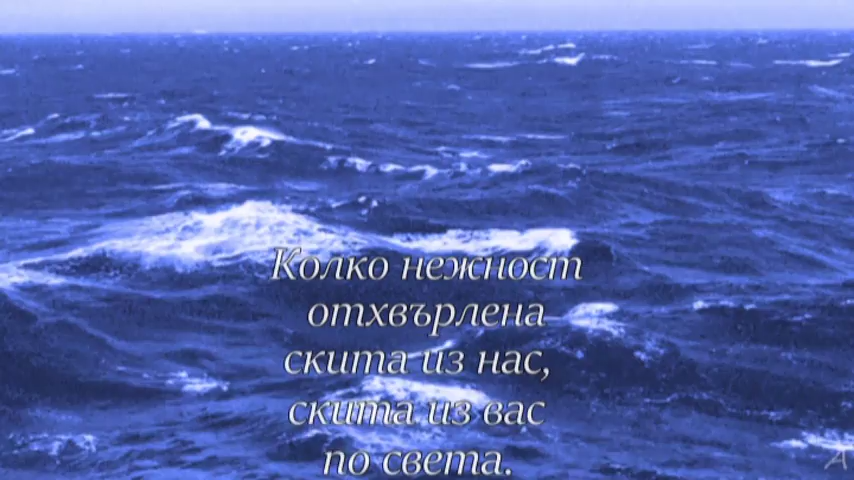 Колко нежност
отхвърлена
скита из нас,
скита из вас
по света.
A